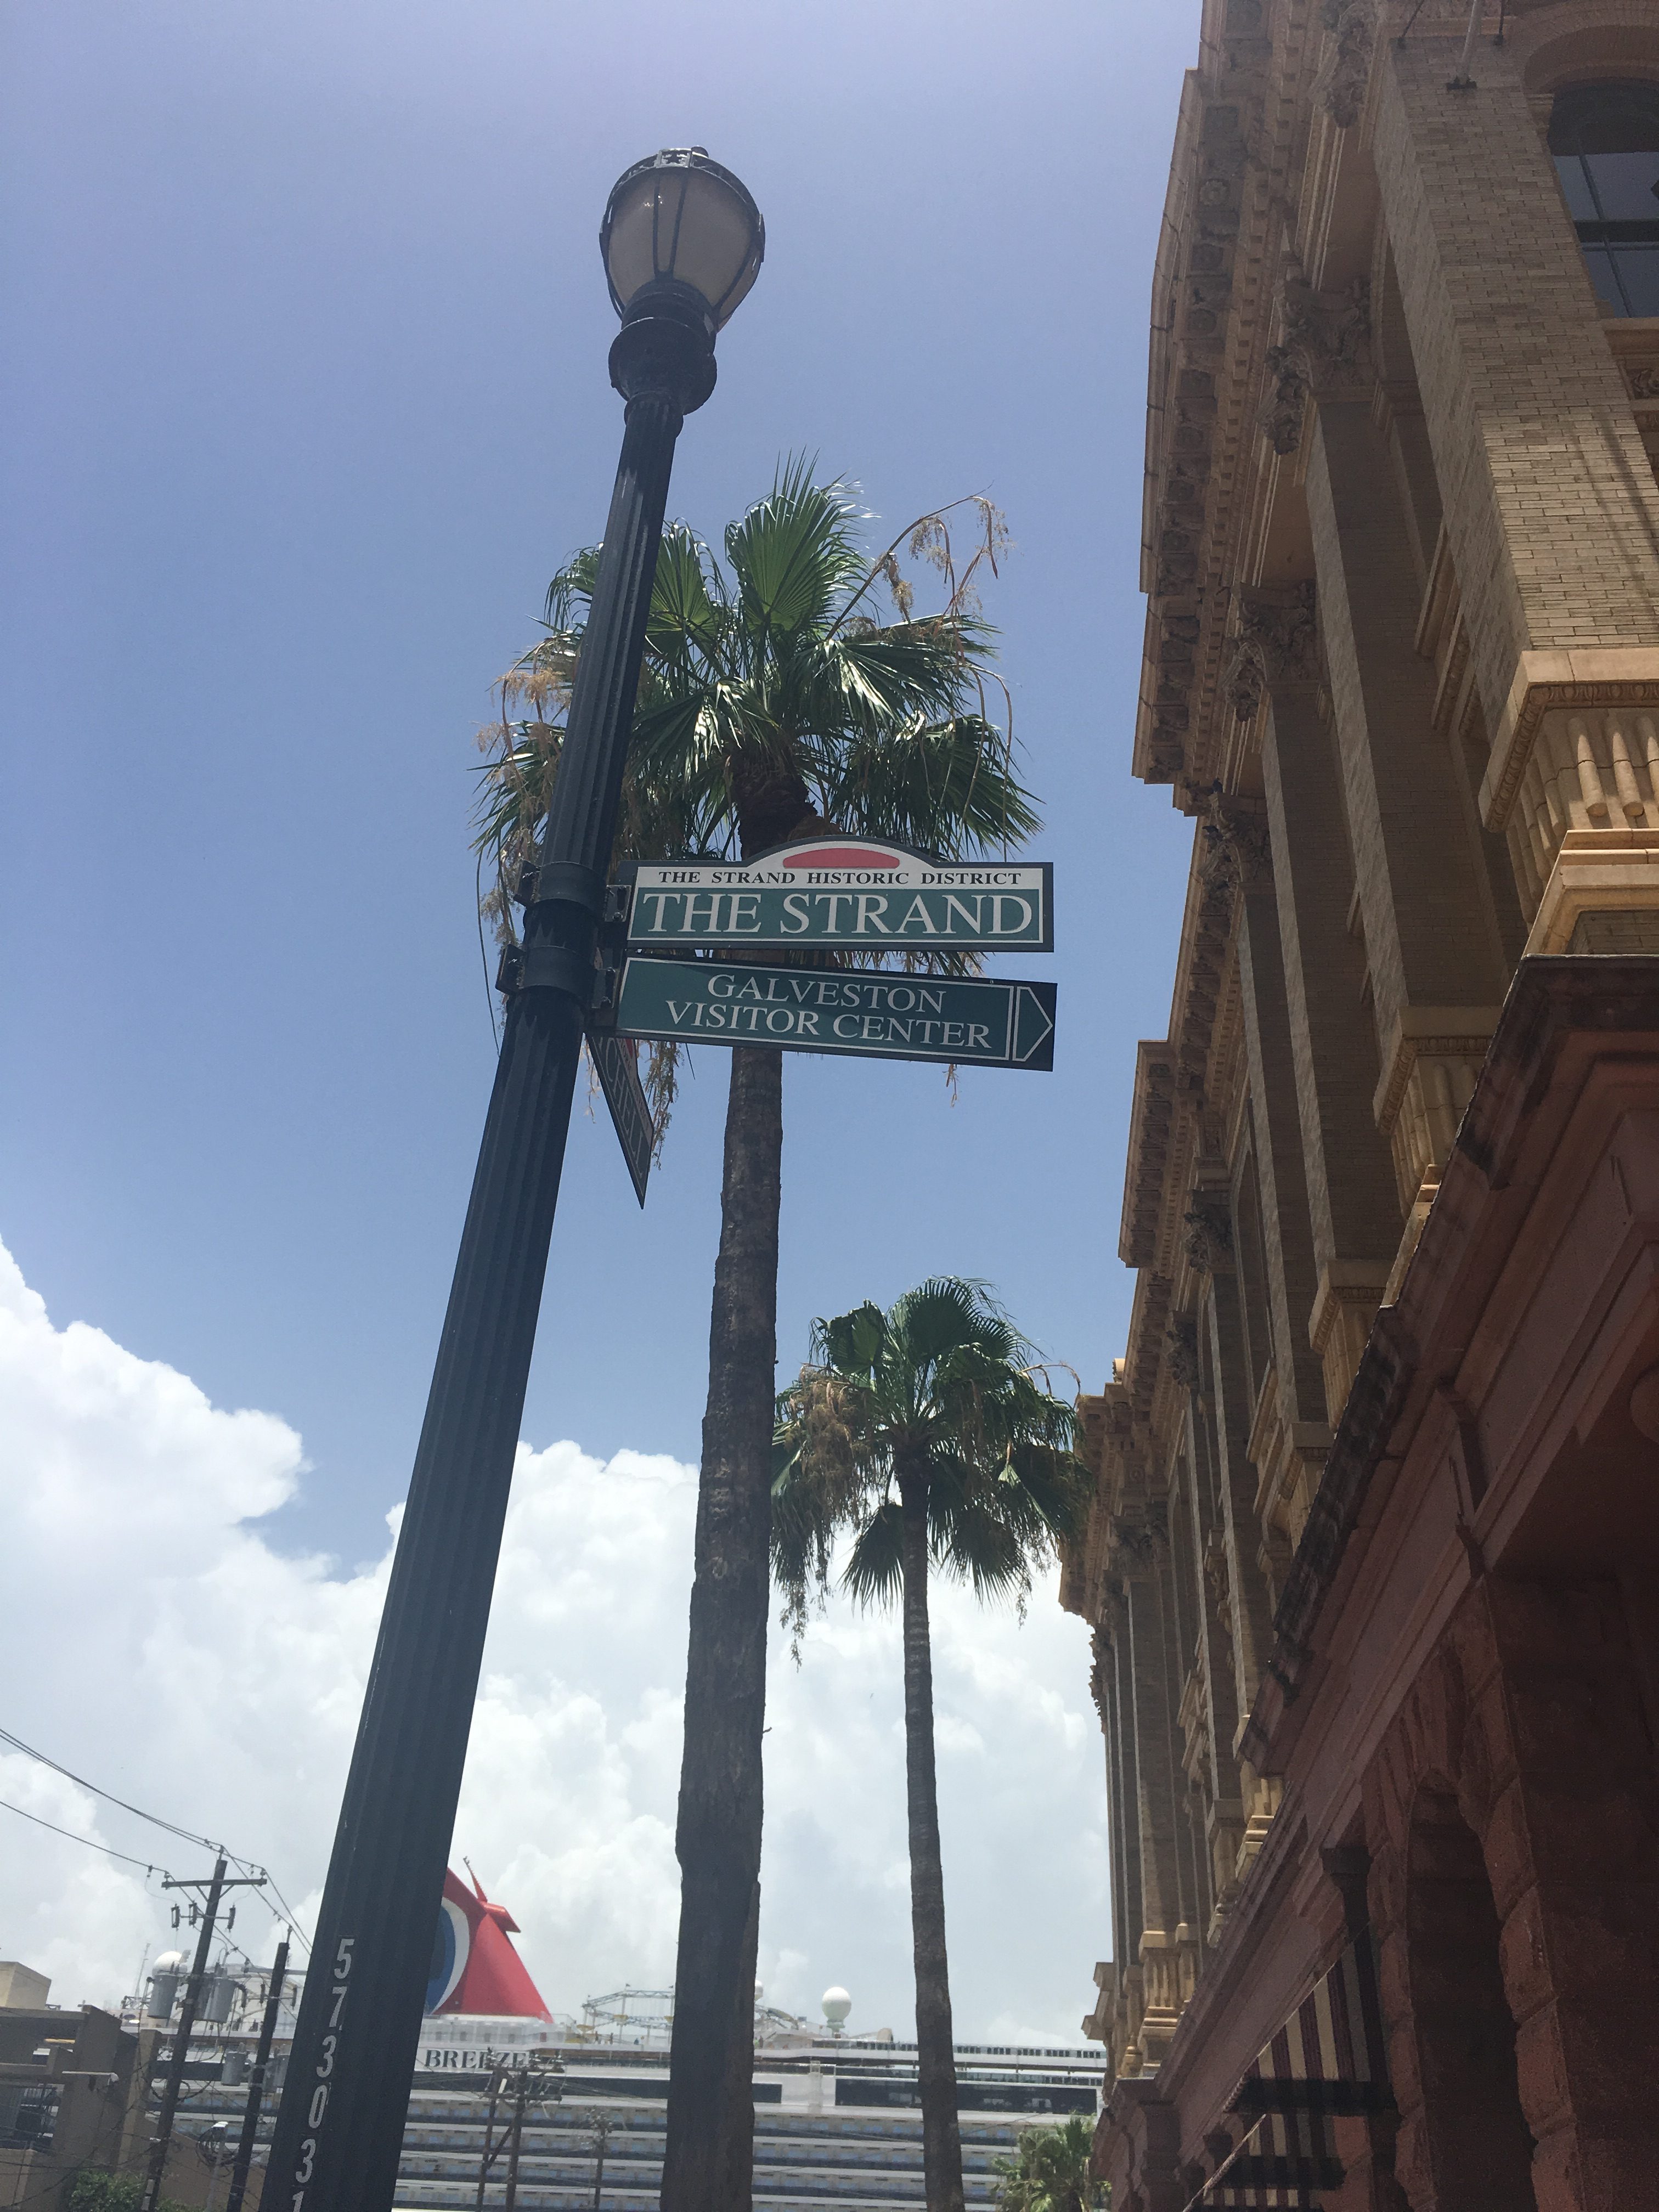 THE STRAND HISTORIC DISTRICT
THE STRAND
GALVESTON
VISITOR CENTER
573031
BREEZE